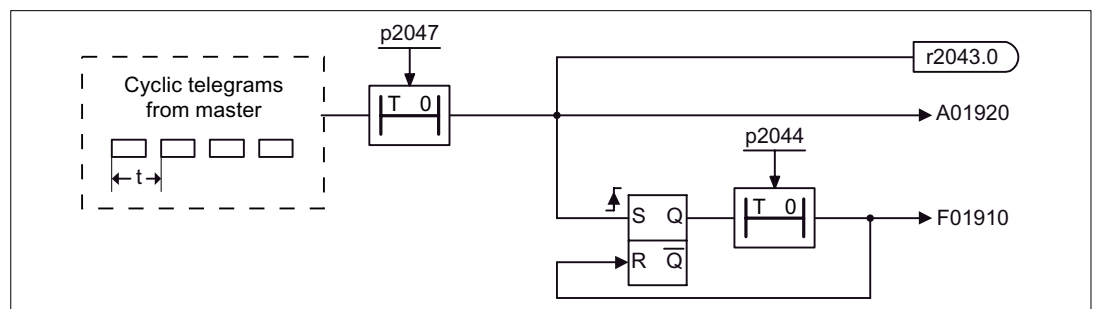 p2047
r2043.0
Cyclic telegrams
from master
T 0
A01920
p2044
t
S Q
T 0
F01910
R Q̅